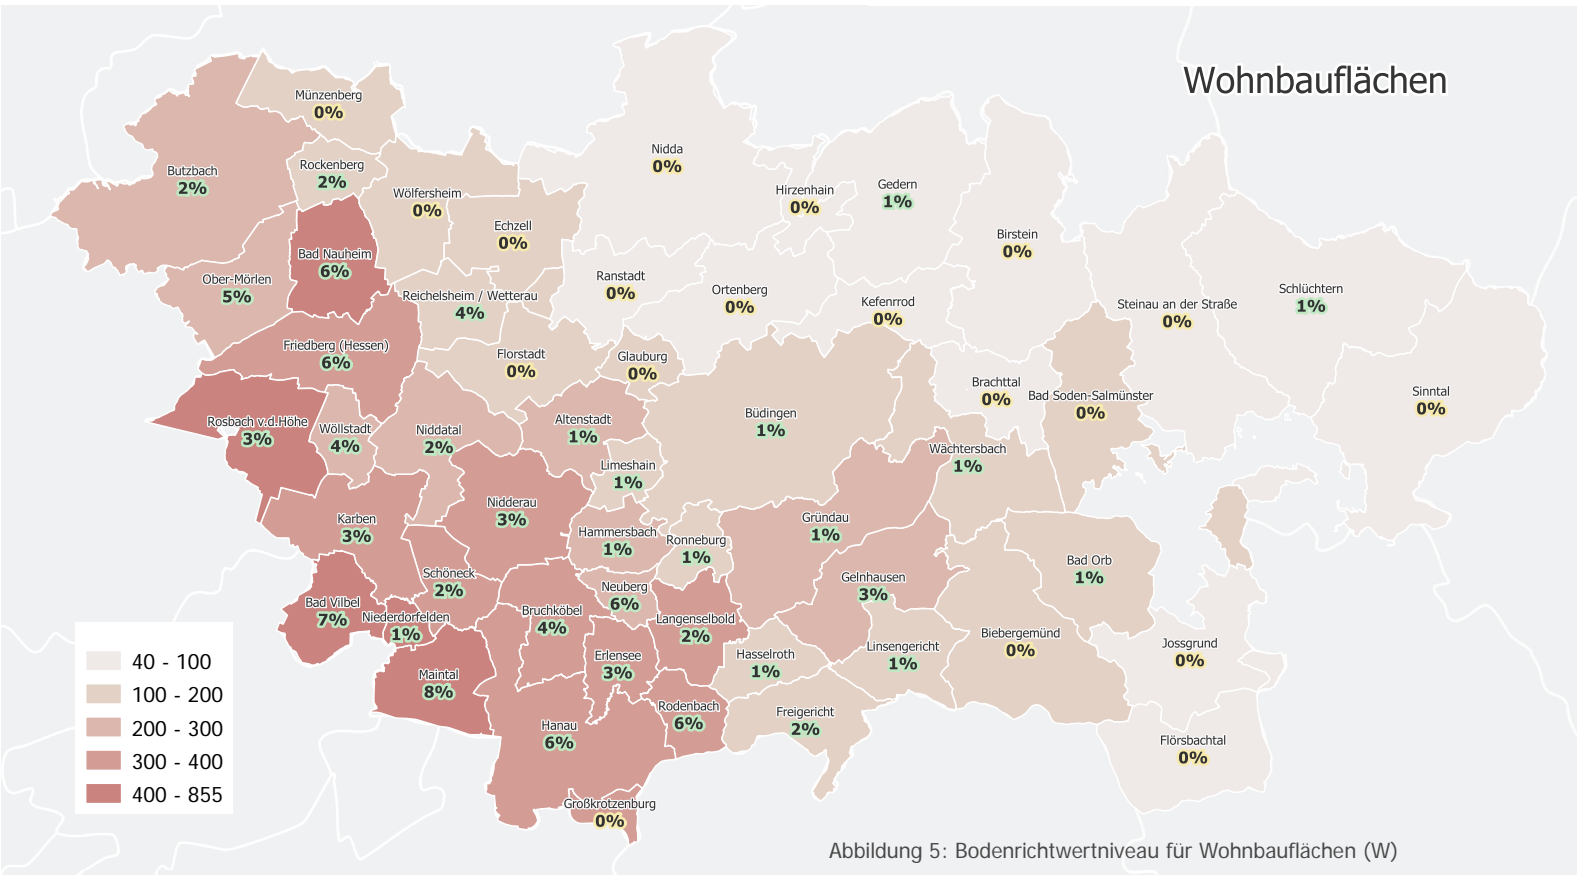 Wohnbauflächen
Münzenberg
0%
Butzbach
2%
Rockenberg
2%
Wölfersheim
0%
Echzell
0%
Nidda
0%
Hirzenhain
0%
Gedern
1%
Birstein
0%
Bad Nauheim
6%
Ober-Mörlen
5%
Reichelsheim / Wetterau
4%
Ranstadt
0%
Ortenberg
0%
Kefenrrod
0%
Steinau an der Straße
0%
Schlüchtern
1%
Friedberg (Hessen)
6%
Florstadt
0%
Glauburg
0%
Brachttal
0%
Bad Soden-Salmünster
0%
Sinntal
0%
Rosbach v.d.Höhe
3%
Wöllstadt
4%
Niddatal
2%
Altenstadt
1%
Büdingen
1%
Limeshain
1%
Wächtersbach
1%
Karben
3%
Nidderau
3%
Hammersbach
1%
Ronneburg
1%
Gründau
1%
Bad Orb
1%
Schöneck
2%
Neuberg
6%
Gelnhausen
3%
Bad Vilbel
7%
Niederdorfelden
1%
Bruchköbel
4%
Langenselbold
2%
Linsengericht
1%
Biebergemünd
0%
Jossgrund
0%
Maintal
8%
Erlensee
3%
Hasselroth
1%
Rodenbach
6%
Freigericht
2%
Hanau
6%
Flörsbachtal
0%
Großkrotzenburg
0%
40 - 100
100 - 200
200 - 300
300 - 400
400 - 855
Abbildung 5: Bodenrichtwertniveau für Wohnbauflächen (W)